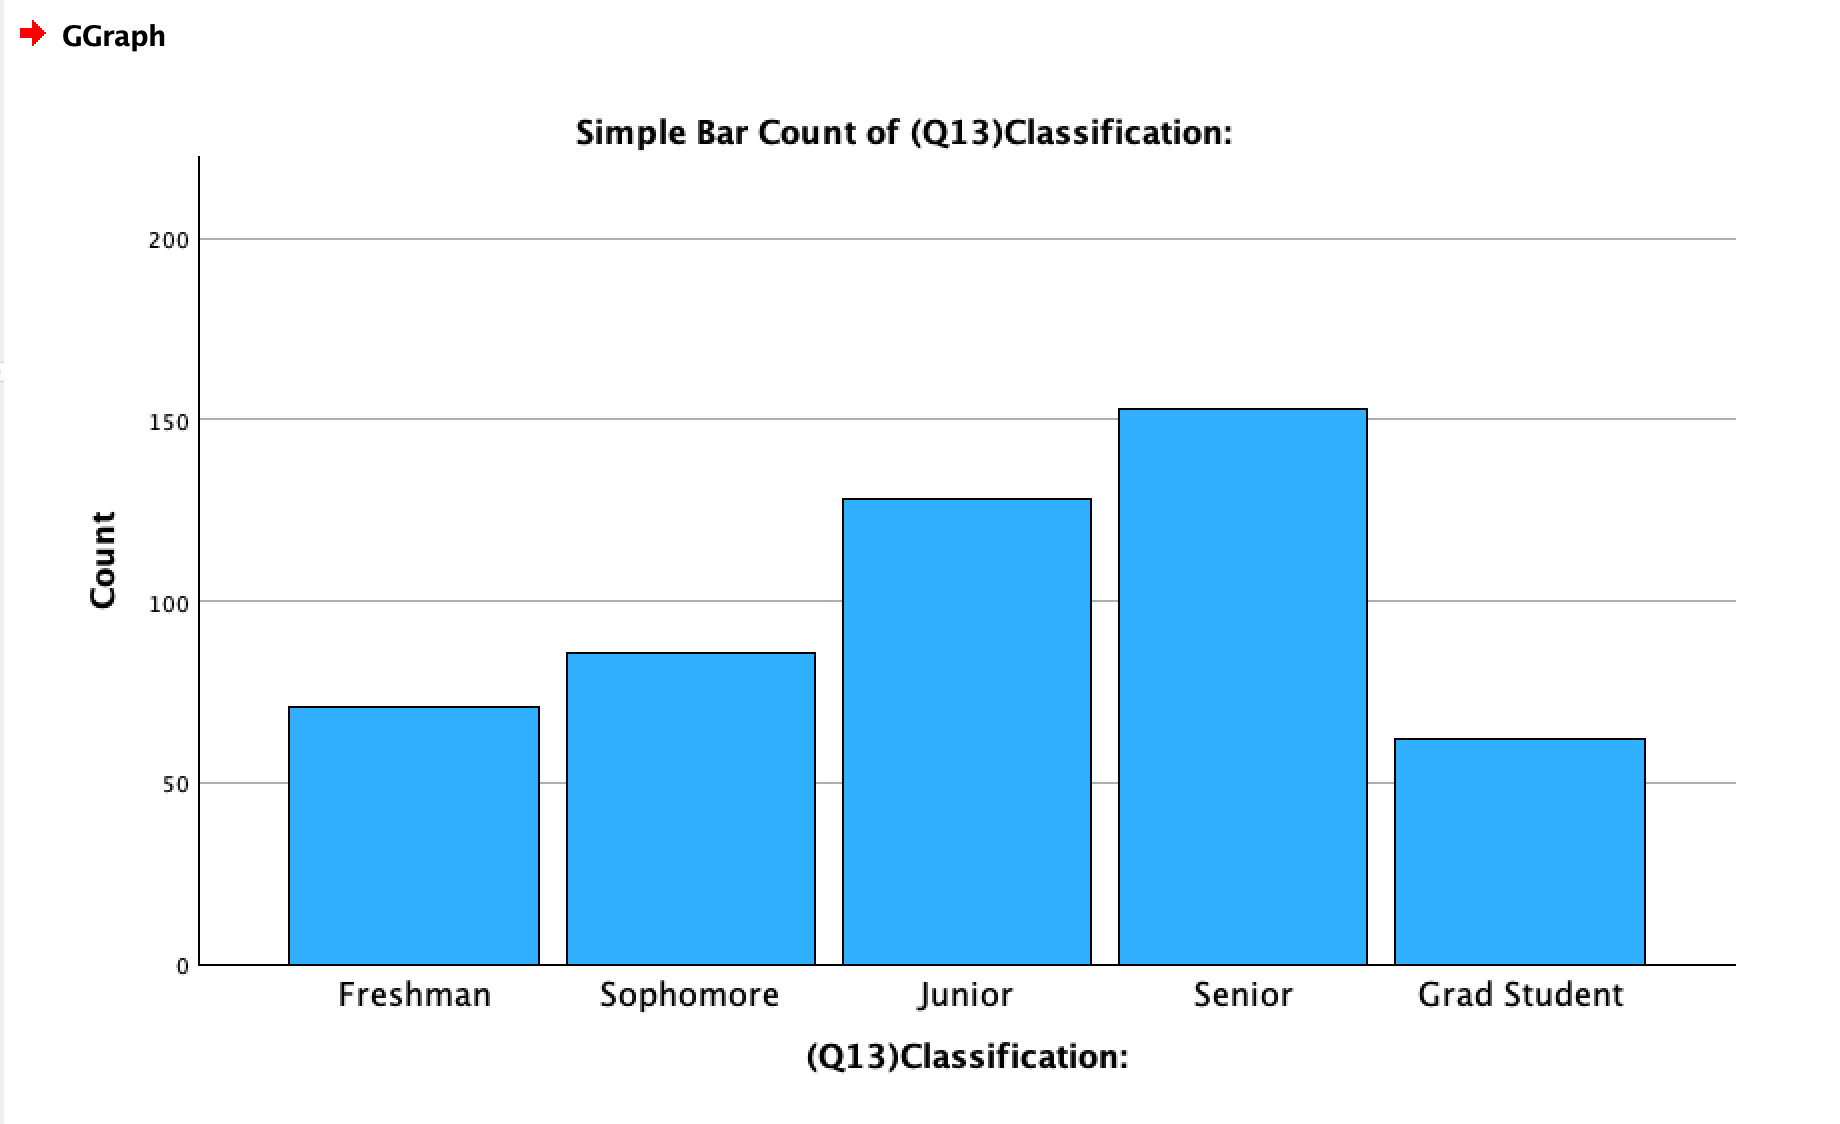 GGraph
Simple Bar Count of (Q13)Classification:
200
150
100
50
0
Count
Freshman Sophomore Junior Senior Grad Student
(Q13)Classification: